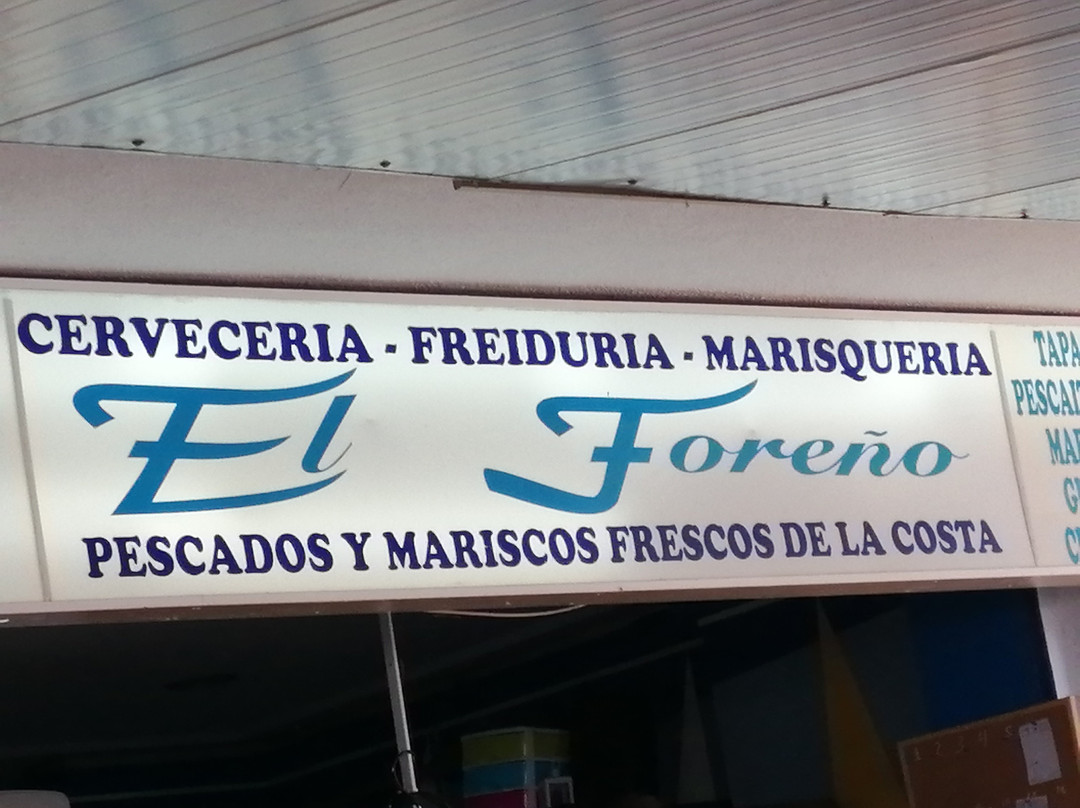 CERVECERIA - FREIDURIA - MARISQUERIA
El Foreño
PESCADOS Y MARISCOS FRESCOS DE LA COSTA